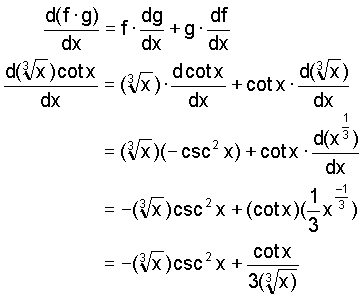 d(f · g)/dx = f · dg/dx + g · df/dx
d(∛x)cot x/dx = (∛x) · d cot x/dx + cot x · d(∛x)/dx
= (∛x)(−csc² x) + cot x · d(x^(1/3))/dx
= −(∛x)csc² x + (cot x)(1/3 x^(−1/3))
= −(∛x)csc² x + cot x/3(∛x)